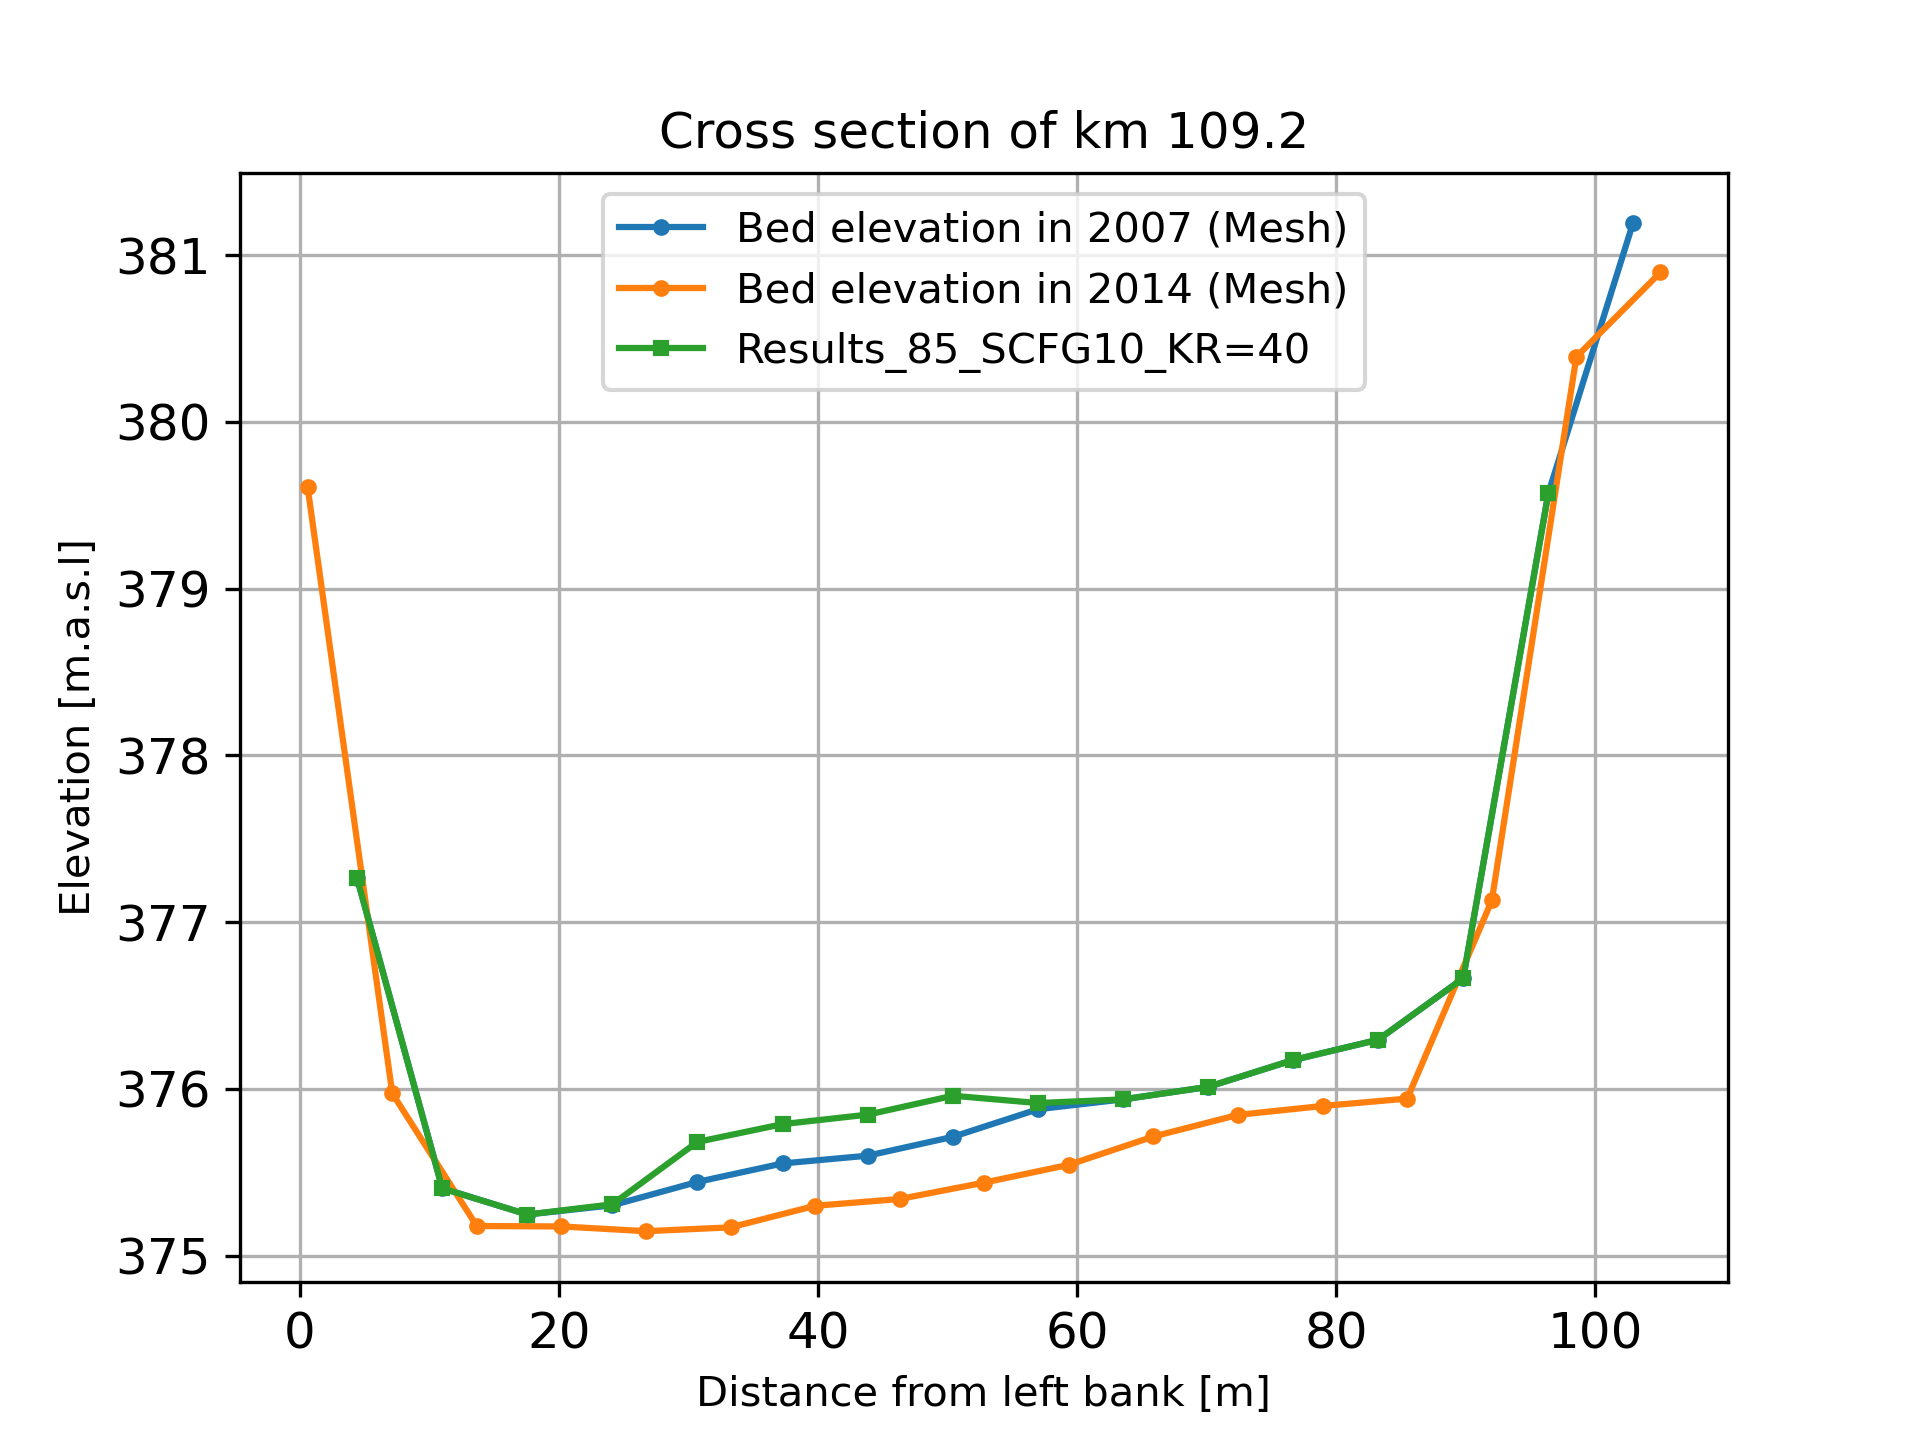 Cross section of km 109.2
Bed elevation in 2007 (Mesh)
Bed elevation in 2014 (Mesh)
Results_85_SCFG10_KR=40
381
380
379
378
377
376
375
Elevation [m.a.s.l]
0 20 40 60 80 100
Distance from left bank [m]